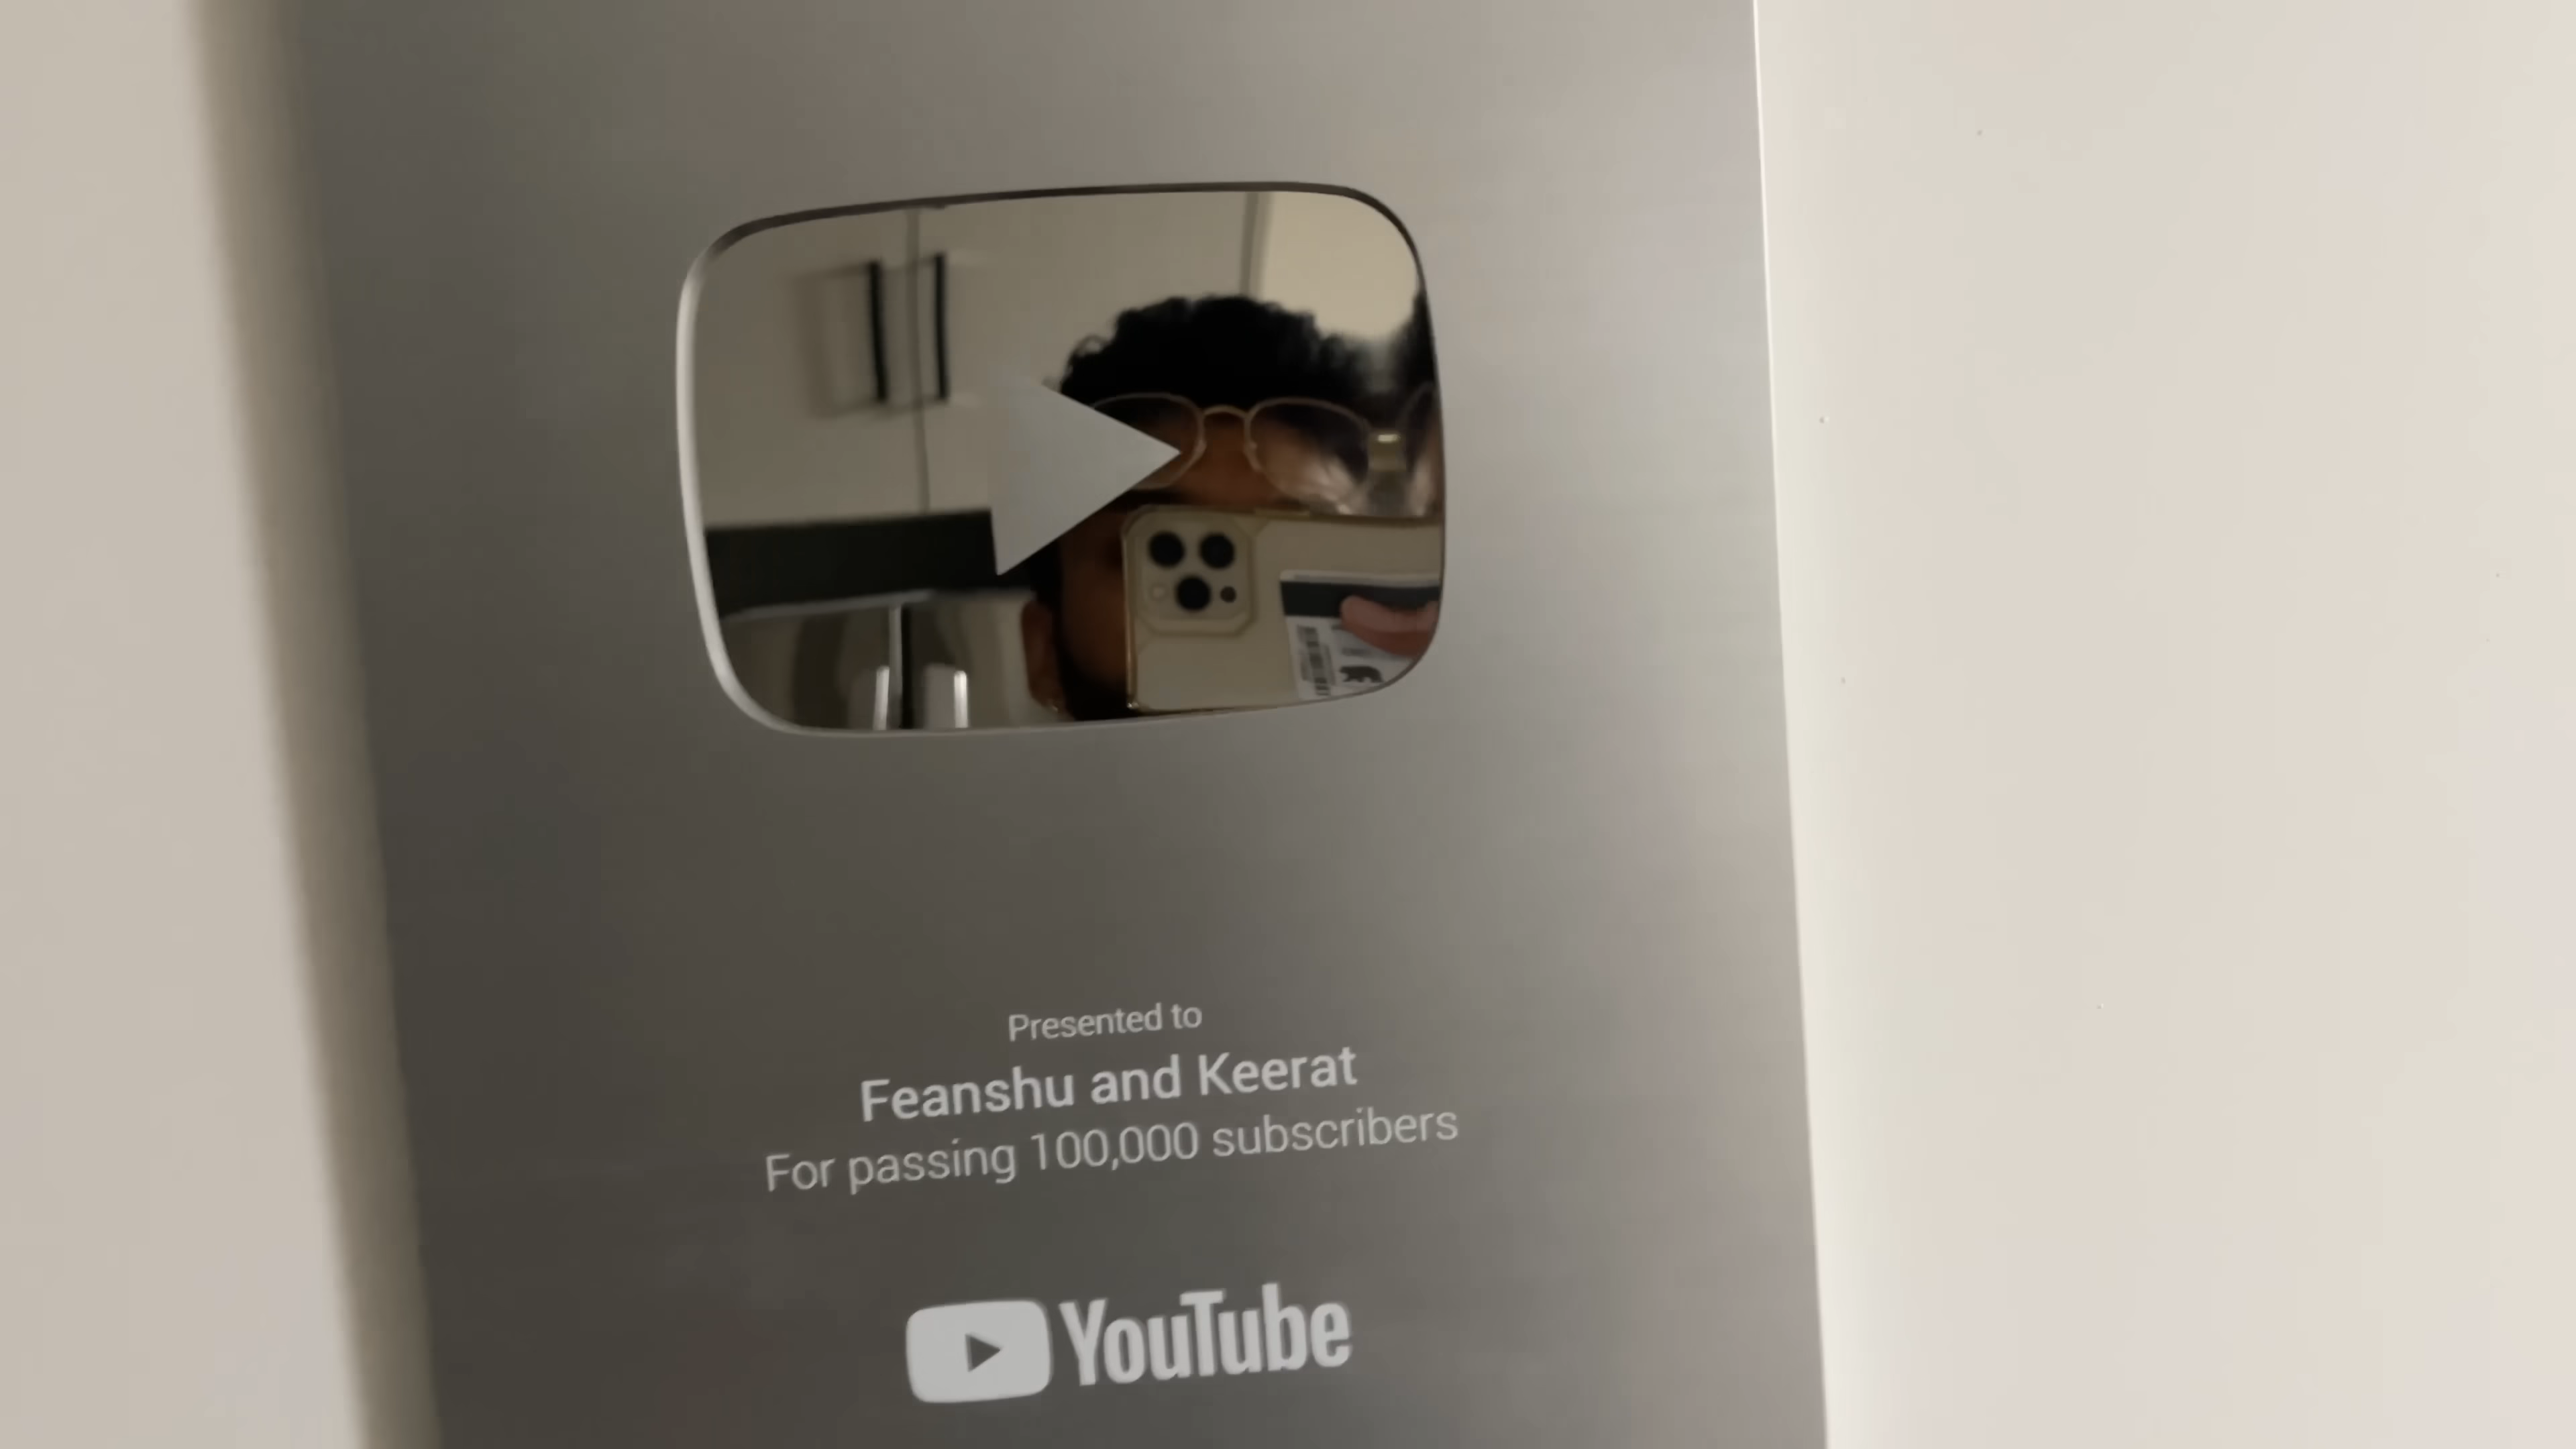 Presented to
Feanshu and Keerat
For passing 100,000 subscribers
YouTube